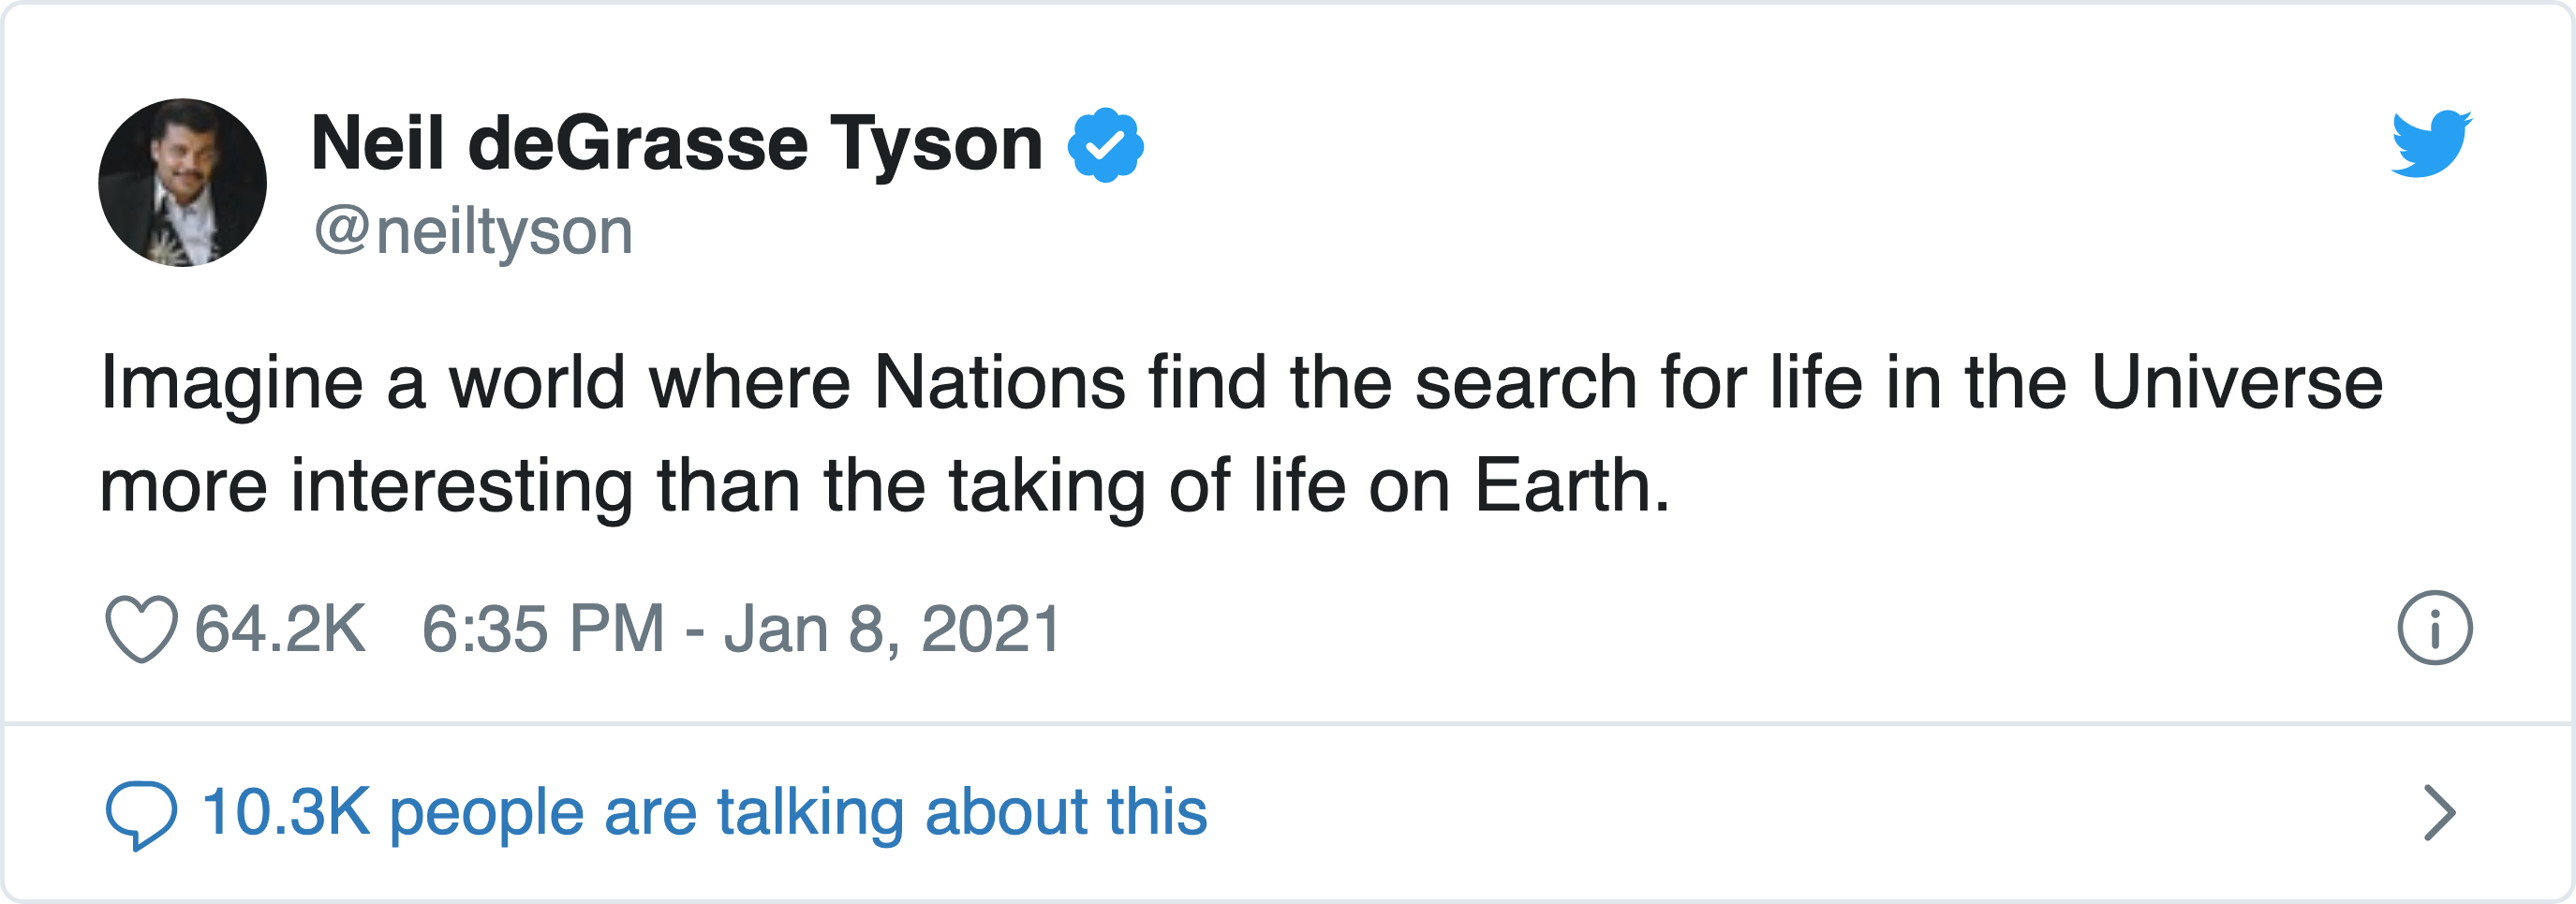 Neil deGrasse Tyson
@neiltyson
Imagine a world where Nations find the search for life in the Universe
more interesting than the taking of life on Earth.
64.2K 6:35 PM - Jan 8, 2021
10.3K people are talking about this